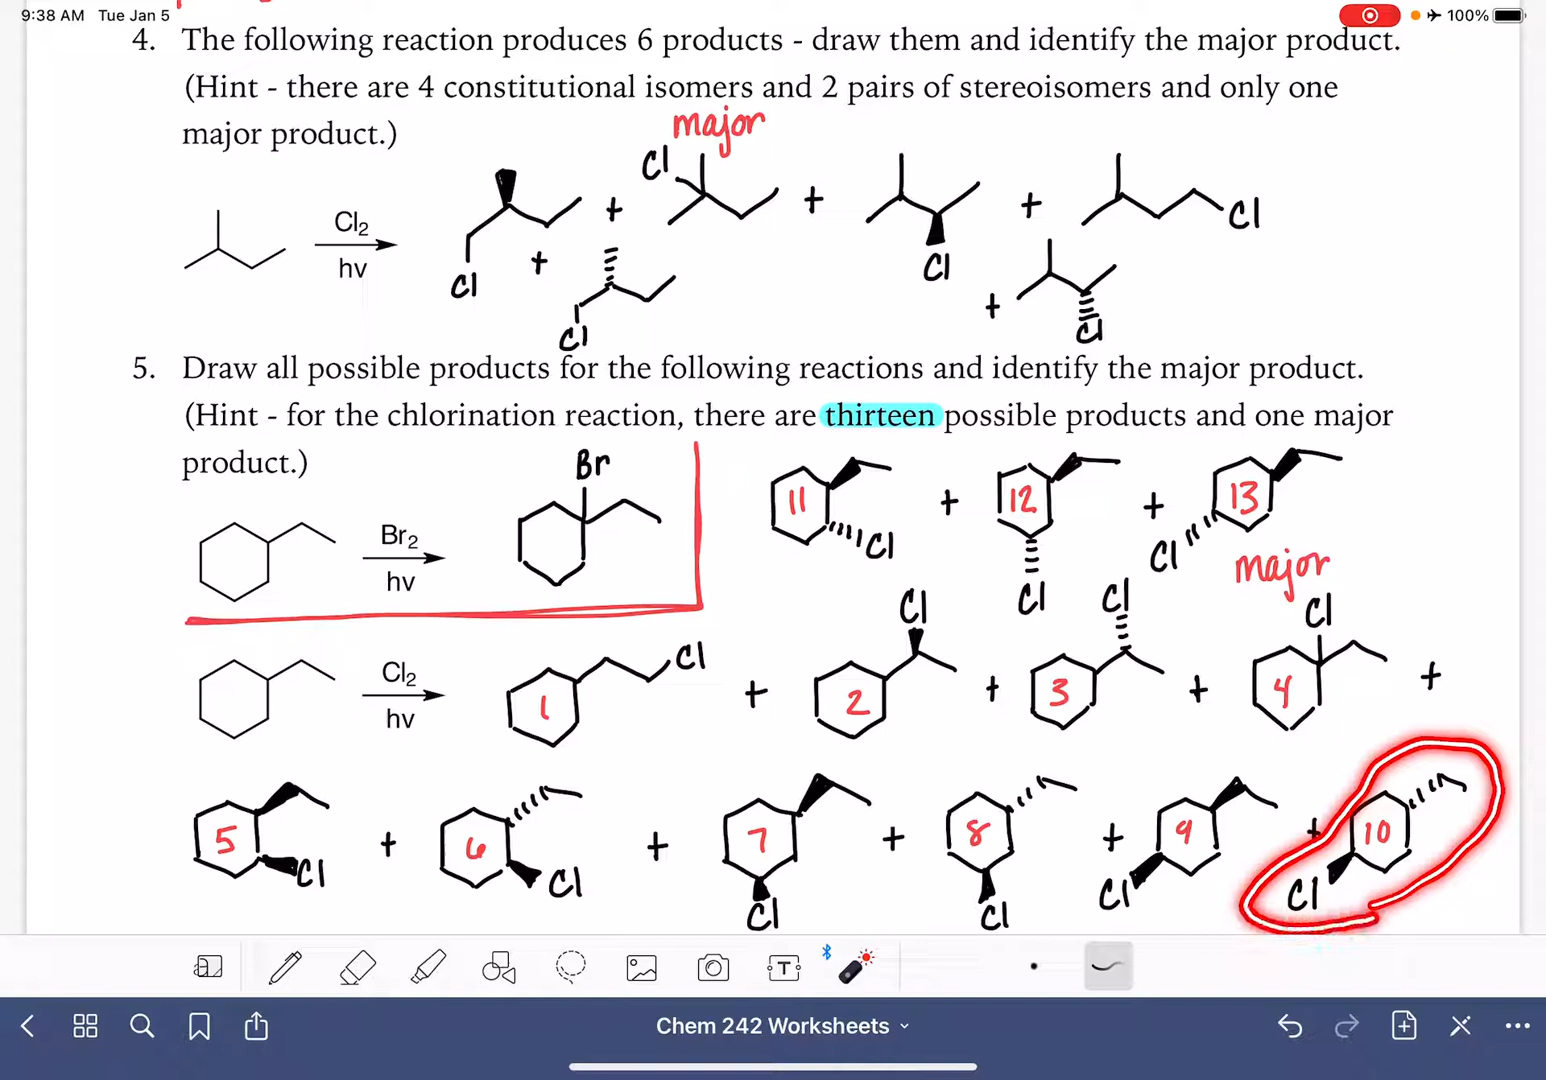 9:38 AM Tue Jan 5
100%
4. The following reaction produces 6 products - draw them and identify the major product.
(Hint - there are 4 constitutional isomers and 2 pairs of stereoisomers and only one
major product.)
major
Cl
+ + +
Cl2
hv
Cl
+
Cl
Cl
+
Cl
Cl
5. Draw all possible products for the following reactions and identify the major product.
(Hint - for the chlorination reaction, there are thirteen possible products and one major
product.)
Br
Br2
hv
11 + 12 + 13
Cl
Cl
Cl
major
Cl2
hv
1
Cl
+ 2
Cl
+ 3
Cl
+ 4
Cl
+
5
Cl
+ 6
Cl
+ 7
Cl
+ 8
Cl
+ 9
Cl
+ 10
Cl
T
Chem 242 Worksheets